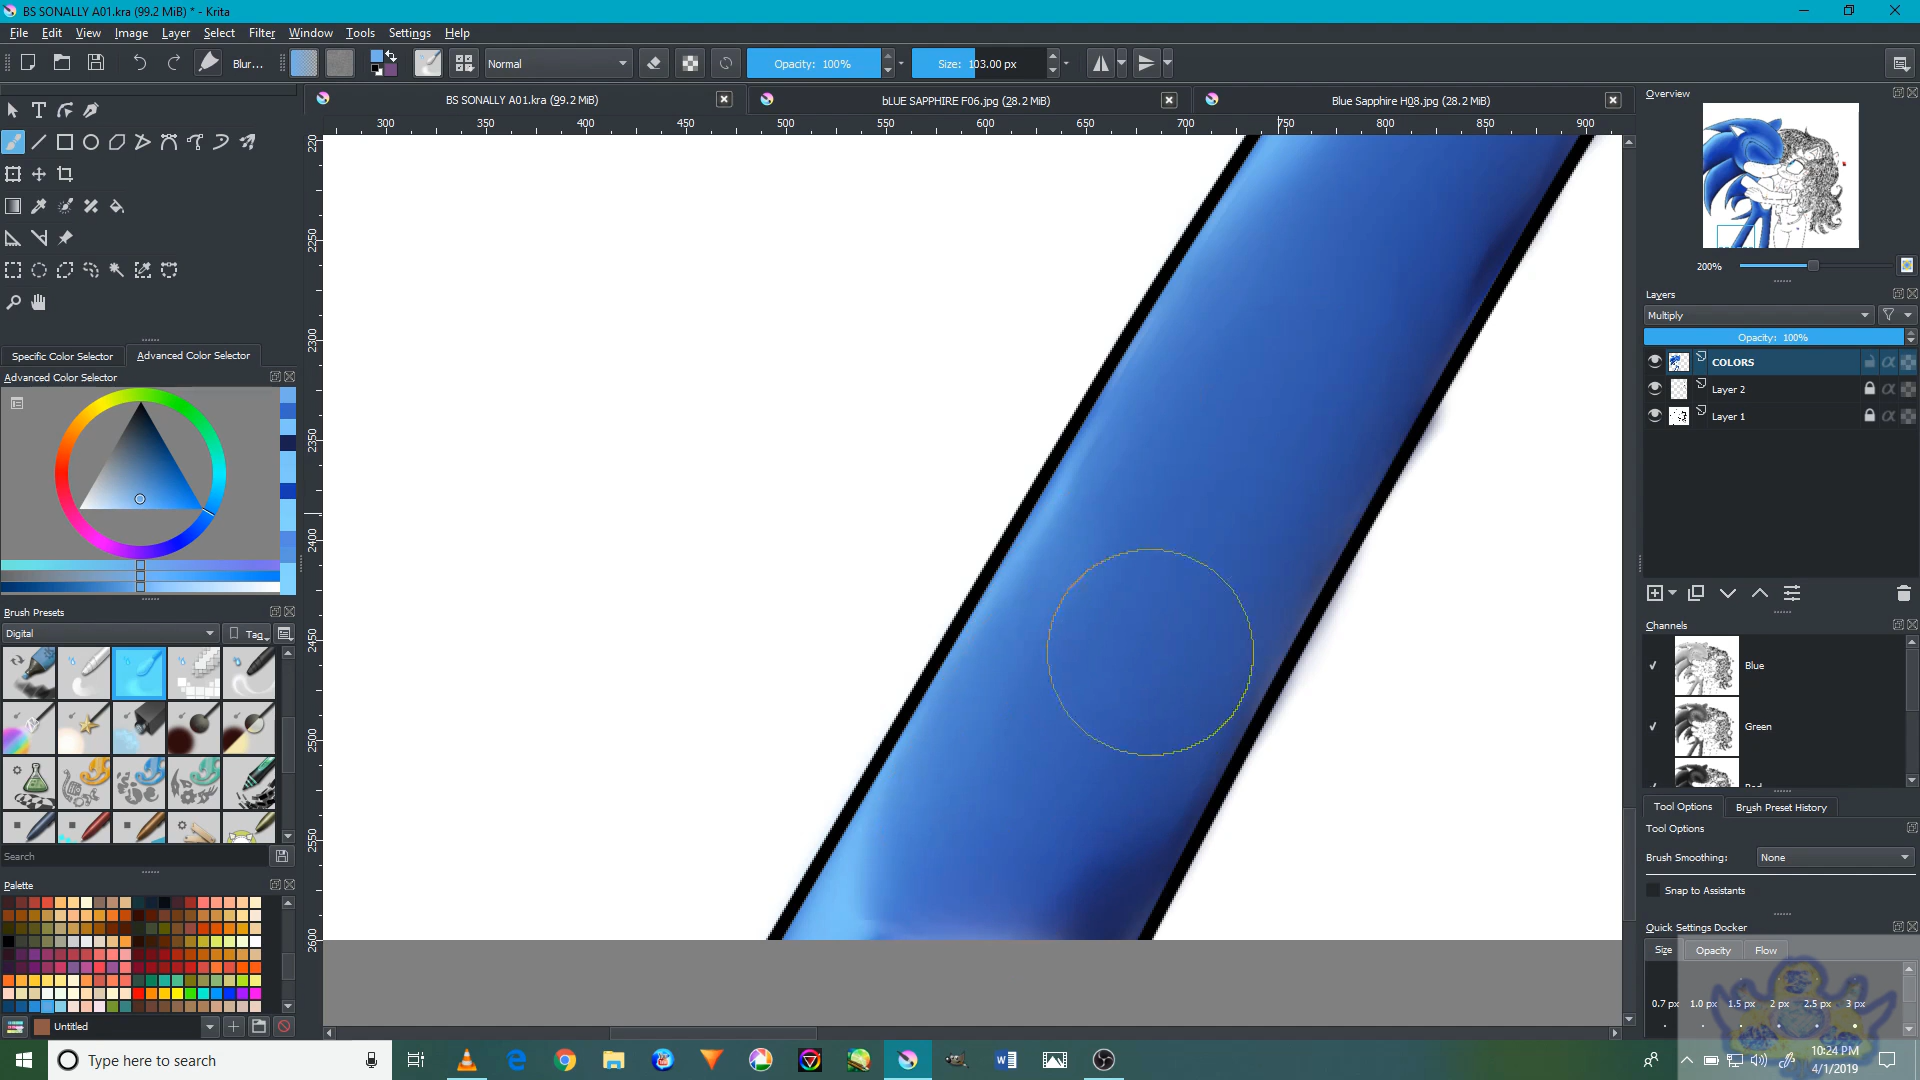 BS SONALLY A01.kra (99.2 MiB) * - Krita
File Edit View Image Layer Select Filter Window Tools Settings Help
Blur... Normal Opacity: 100% Size: 103.00 px
BS SONALLY A01.kra (99.2 MiB) bLUE SAPPHIRE F06.jpg (28.2 MiB) Blue Sapphire H08.jpg (28.2 MiB)
300 350 400 450 500 550 600 650 700 750 800 850 900
2250
2300
2350
2400
2450
2500
2550
2600
Specific Color Selector Advanced Color Selector
Advanced Color Selector
Brush Presets
Digital Tag
Search
Palette
Untitled
Overview
200%
Layers
Multiply
Opacity: 100%
COLORS
Layer 2
Layer 1
Channels
Blue
Green
Red
Tool Options Brush Preset History
Tool Options
Brush Smoothing: None
Snap to Assistants
Quick Settings Docker
Size Opacity Flow
0.7 px 1.0 px 1.5 px 2 px 2.5 px 3 px
Type here to search
10:24 PM
4/1/2019